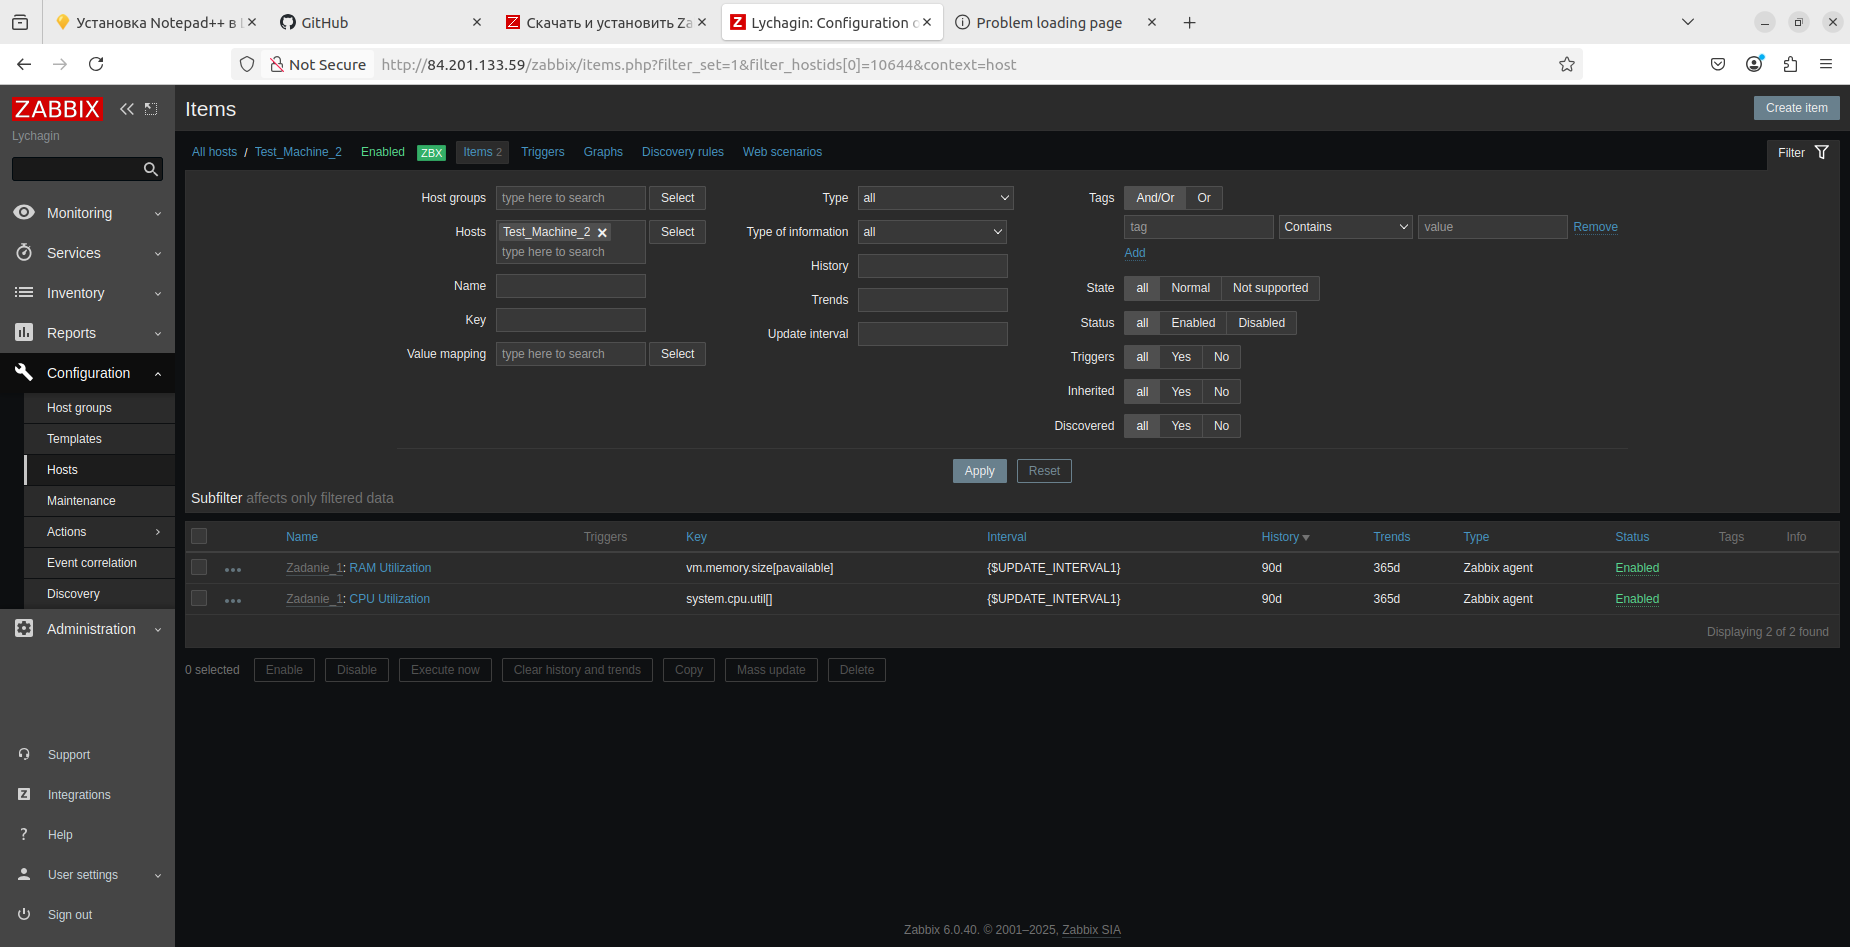 Установка Notepad++ в L
GitHub
Скачать и установить Za
Lychagin: Configuration o
Problem loading page
Not Secure
http://84.201.133.59/zabbix/items.php?filter_set=1&filter_hostids[0]=10644&context=host
ZABBIX
Lychagin
Monitoring
Services
Inventory
Reports
Configuration
Host groups
Templates
Hosts
Maintenance
Actions
Event correlation
Discovery
Administration
Support
Integrations
Help
User settings
Sign out
Items
Create item
All hosts / Test_Machine_2 Enabled ZBX Items 2 Triggers Graphs Discovery rules Web scenarios
Filter
Host groups type here to search Select
Hosts Test_Machine_2 Select
type here to search
Name
Key
Value mapping type here to search Select
Type all
Type of information all
History
Trends
Update interval
Tags And/Or Or
tag Contains value Remove
Add
State all Normal Not supported
Status all Enabled Disabled
Triggers all Yes No
Inherited all Yes No
Discovered all Yes No
Apply Reset
Subfilter affects only filtered data
Name Triggers Key Interval History Trends Type Status Tags Info
Zadanie_1: RAM Utilization vm.memory.size[pavailable] {$UPDATE_INTERVAL1} 90d 365d Zabbix agent Enabled
Zadanie_1: CPU Utilization system.cpu.util[] {$UPDATE_INTERVAL1} 90d 365d Zabbix agent Enabled
Displaying 2 of 2 found
0 selected Enable Disable Execute now Clear history and trends Copy Mass update Delete
Zabbix 6.0.40. © 2001–2025, Zabbix SIA